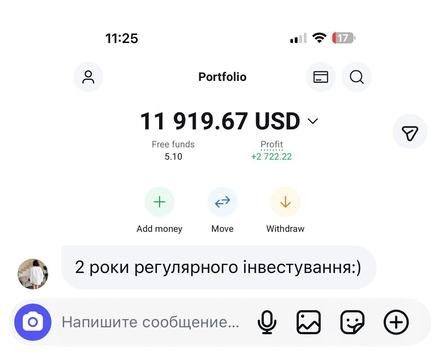 11:25
17
Portfolio
11 919.67 USD
Free funds
Profit
5.10
+2 722.22
Add money
Move
Withdraw
2 роки регулярного інвестування:)
Напишите сообщение...